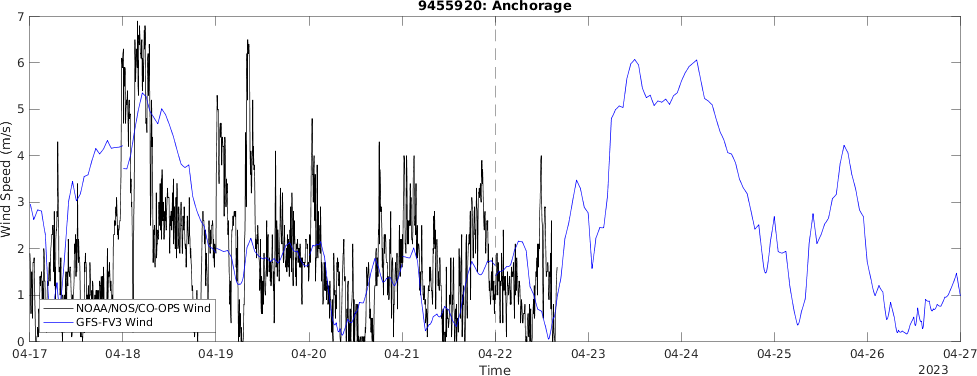 9455920: Anchorage
7
6
5
4
3
2
1
0
Wind Speed (m/s)
NOAA/NOS/CO-OPS Wind
GFS-FV3 Wind
04-17 04-18 04-19 04-20 04-21 04-22 04-23 04-24 04-25 04-26 04-27
Time
2023